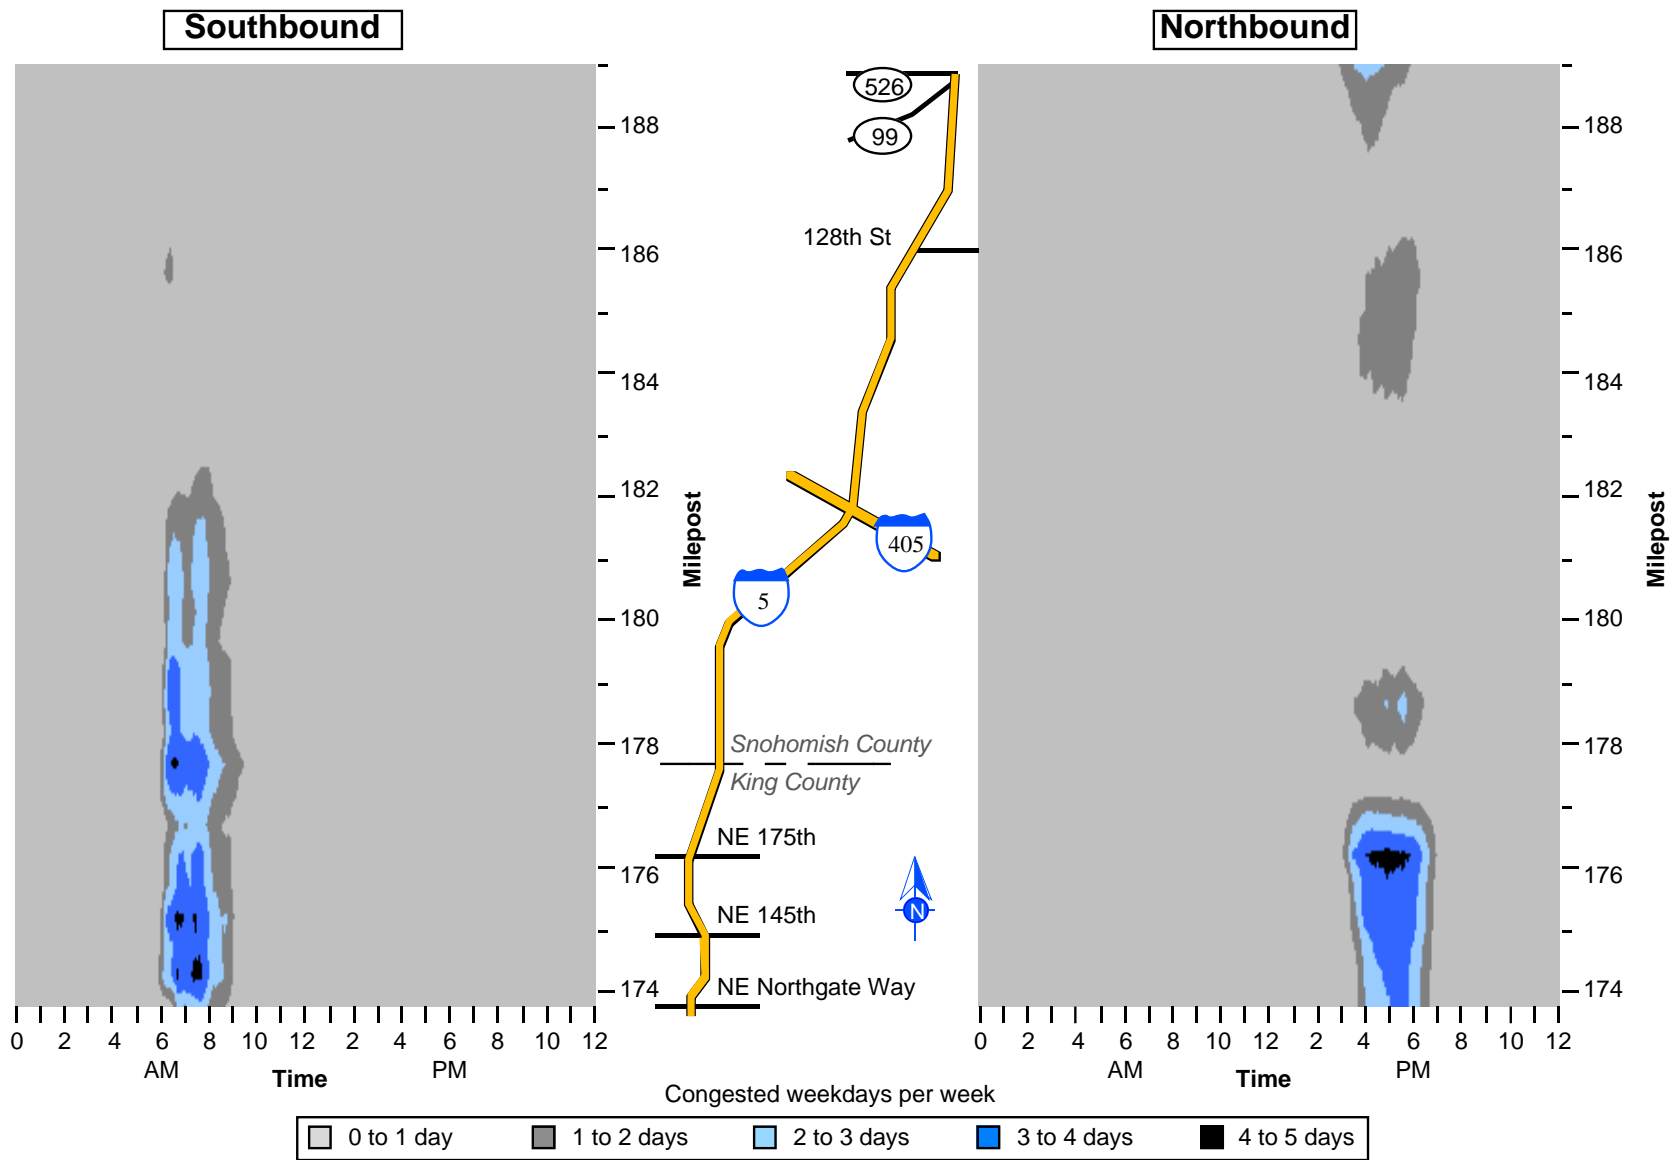 Southbound
Northbound
188
186
184
182
180
178
176
174
Milepost
0 2 4 6 8 10 12 2 4 6 8 10 12
AM PM
Time
526
99
128th St
405
5
Snohomish County
King County
NE 175th
NE 145th
N
NE Northgate Way
188
186
184
182
180
178
176
174
Milepost
0 2 4 6 8 10 12 2 4 6 8 10 12
AM PM
Time
Congested weekdays per week
0 to 1 day 1 to 2 days 2 to 3 days 3 to 4 days 4 to 5 days